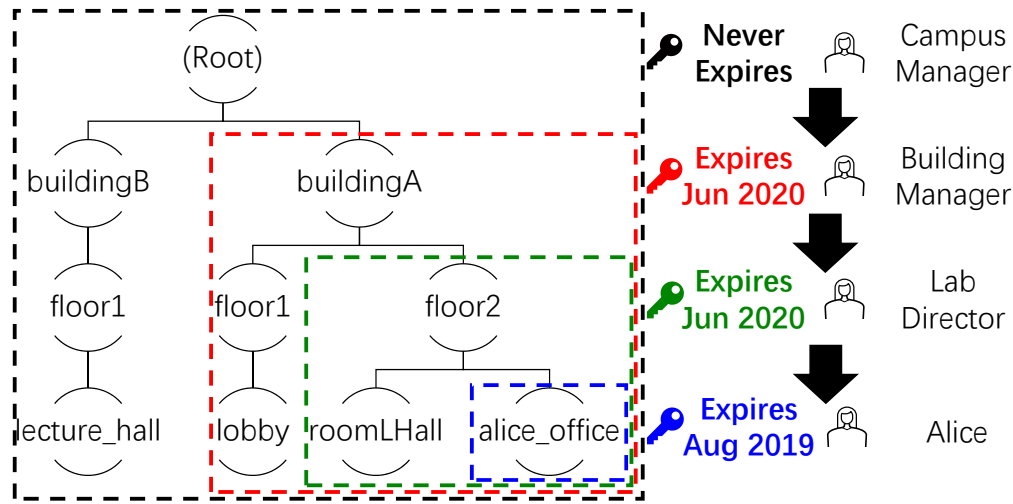 (Root)
Never
Expires
Campus
Manager
buildingB
buildingA
Expires
Jun 2020
Building
Manager
floor1
floor1
floor2
Expires
Jun 2020
Lab
Director
lecture_hall
lobby
roomLHall
alice_office
Expires
Aug 2019
Alice